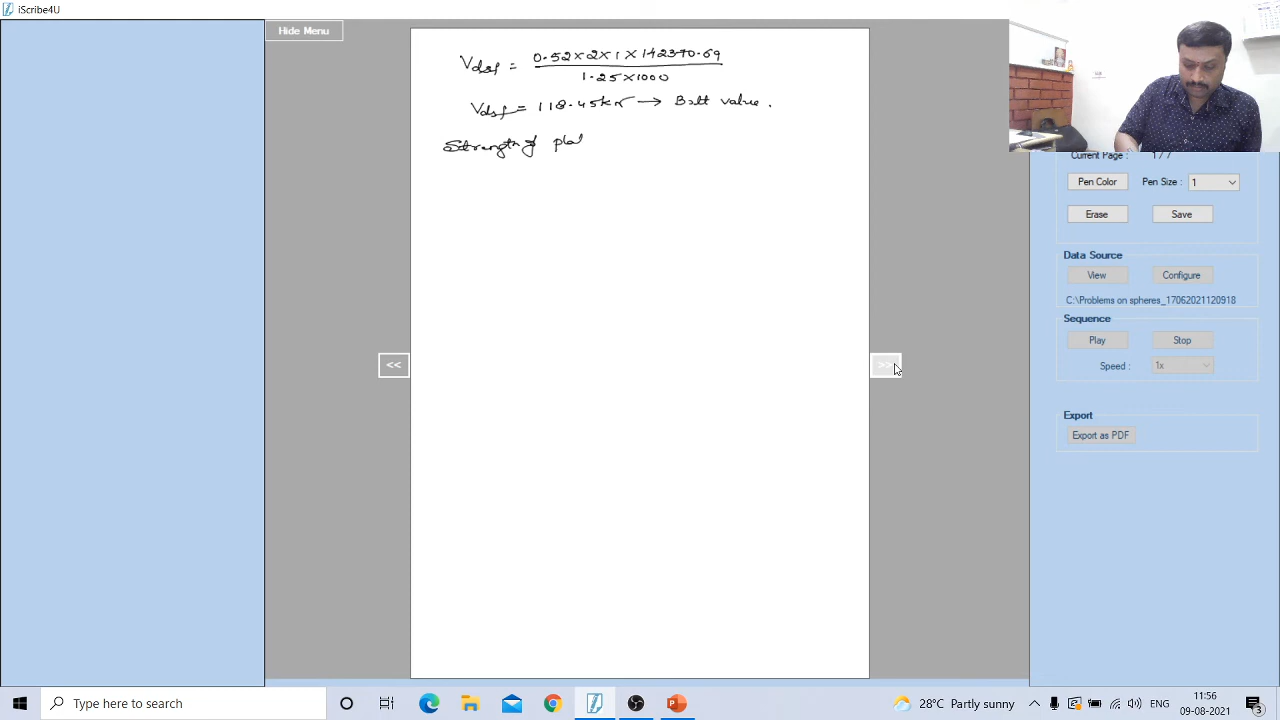 iScribe4U
Hide Menu
Vdsf = 0.52×2×1×142370.69
1.25×1000
Vdsf = 118.45kN → Bolt value.
Strength of plat
Current Page : 1 / 7
Pen Color Pen Size : 1
Erase Save
Data Source
View Configure
C:\Problems on spheres_17062021120918
Sequence
Play Stop
Speed : 1x
Export
Export as PDF
<< >>
Type here to search
28°C Partly sunny
ENG
11:56
09-08-2021
3